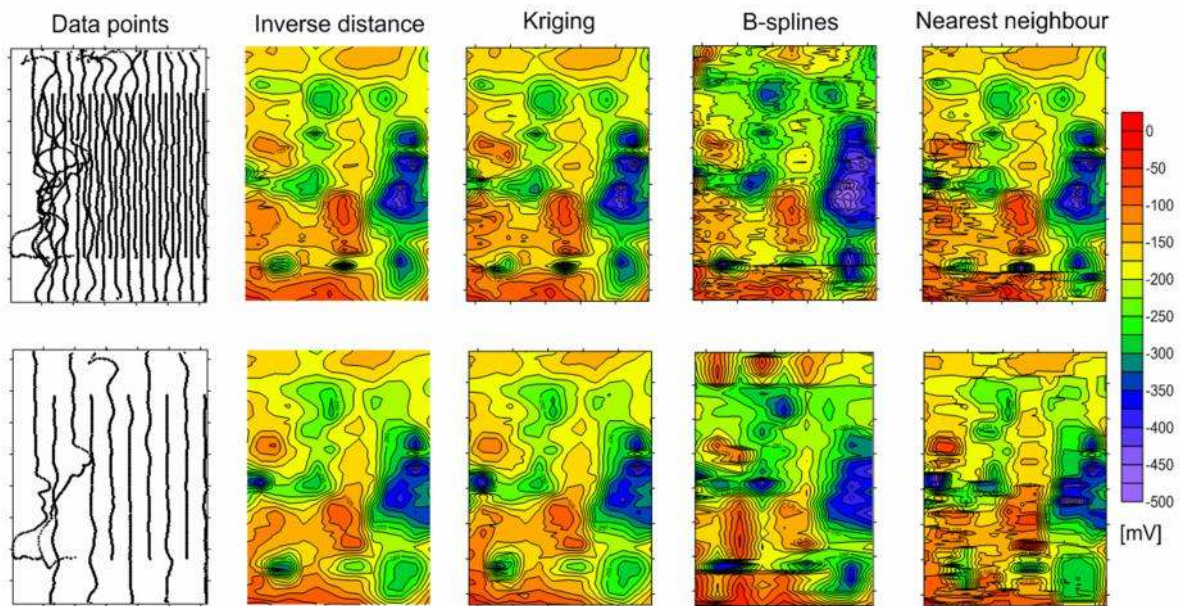 Data points
Inverse distance
Kriging
B-splines
Nearest neighbour
0
-50
-100
-150
-200
-250
-300
-350
-400
-450
-500
[mV]